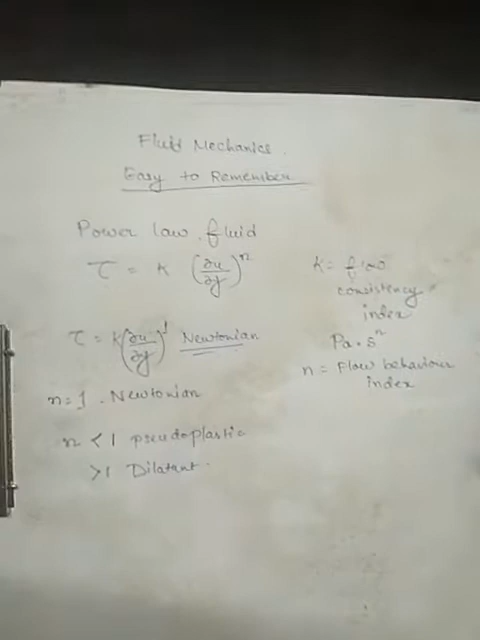 Fluid Mechanics.
Easy to Remember
Power law fluid
τ = K (∂u/∂y)^n
K = flow
consistency
index
Pa.s^n
n = Flow behaviour
index
τ = K(∂u/∂y)^1 Newtonian
n=1. Newtonian
n < 1 pseudoplastic
>1 Dilatant.